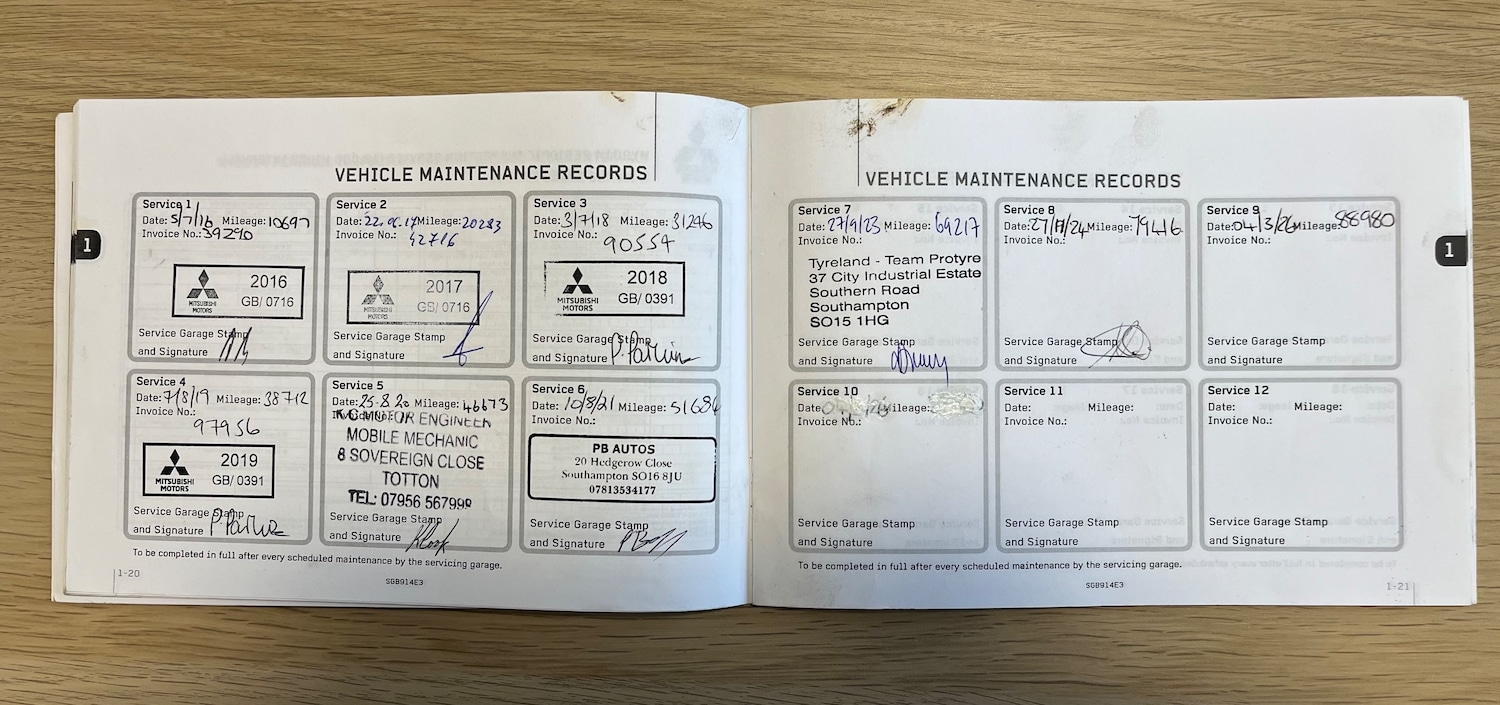 VEHICLE MAINTENANCE RECORDS
Service 1
Date: 5/7/16 Mileage: 10697
Invoice No.: 39290
2016
MITSUBISHI MOTORS
GB/ 0716
Service Garage Stamp
and Signature
Service 2
Date: 22.06.17 Mileage: 20283
Invoice No.: 42716
2017
MITSUBISHI MOTORS
GB/ 0716
Service Garage Stamp
and Signature
Service 3
Date: 3/7/18 Mileage: 31246
Invoice No.:
90554
2018
MITSUBISHI MOTORS
GB/ 0391
Service Garage Stamp
and Signature
Service 4
Date: 7/8/19 Mileage: 38712
Invoice No.:
97956
2019
MITSUBISHI MOTORS
GB/ 0391
Service Garage Stamp
and Signature
Service 5
Date: 25.8.20 Mileage: 46673
Invoice No.:
MOTOR ENGINEER
MOBILE MECHANIC
8 SOVEREIGN CLOSE
TOTTON
TEL: 07956 567998
Service Garage Stamp
and Signature
Service 6
Date: 10/8/21 Mileage: 51684
Invoice No.:
PB AUTOS
20 Hedgerow Close
Southampton SO16 8JU
07813534177
Service Garage Stamp
and Signature
To be completed in full after every scheduled maintenance by the servicing garage.
1-20
SGB914E3
1
VEHICLE MAINTENANCE RECORDS
Service 7
Date: 27/9/23 Mileage: 69217
Invoice No.:
Tyreland - Team Protyre
37 City Industrial Estate
Southern Road
Southampton
SO15 1HG
Service Garage Stamp
and Signature
Service 8
Date: 27/11/24 Mileage: 79416
Invoice No.:
Service Garage Stamp
and Signature
Service 9
Date: 04/3/26 Mileage: 88980
Invoice No.:
Service Garage Stamp
and Signature
Service 10
Date: Mileage:
Invoice No.:
Service Garage Stamp
and Signature
Service 11
Date: Mileage:
Invoice No.:
Service Garage Stamp
and Signature
Service 12
Date: Mileage:
Invoice No.:
Service Garage Stamp
and Signature
To be completed in full after every scheduled maintenance by the servicing garage.
SGB914E3
1-21
1